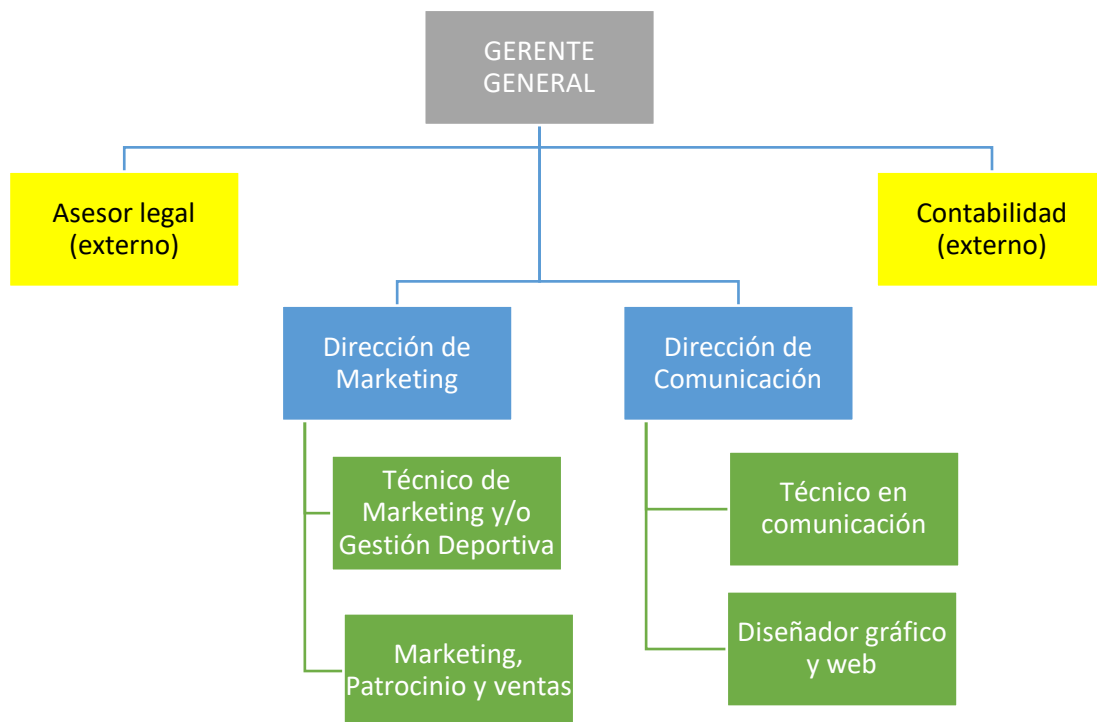 GERENTE
GENERAL
Asesor legal
(externo)
Contabilidad
(externo)
Dirección de
Marketing
Dirección de
Comunicación
Técnico de
Marketing y/o
Gestión Deportiva
Técnico en
comunicación
Marketing,
Patrocinio y ventas
Diseñador gráfico
y web